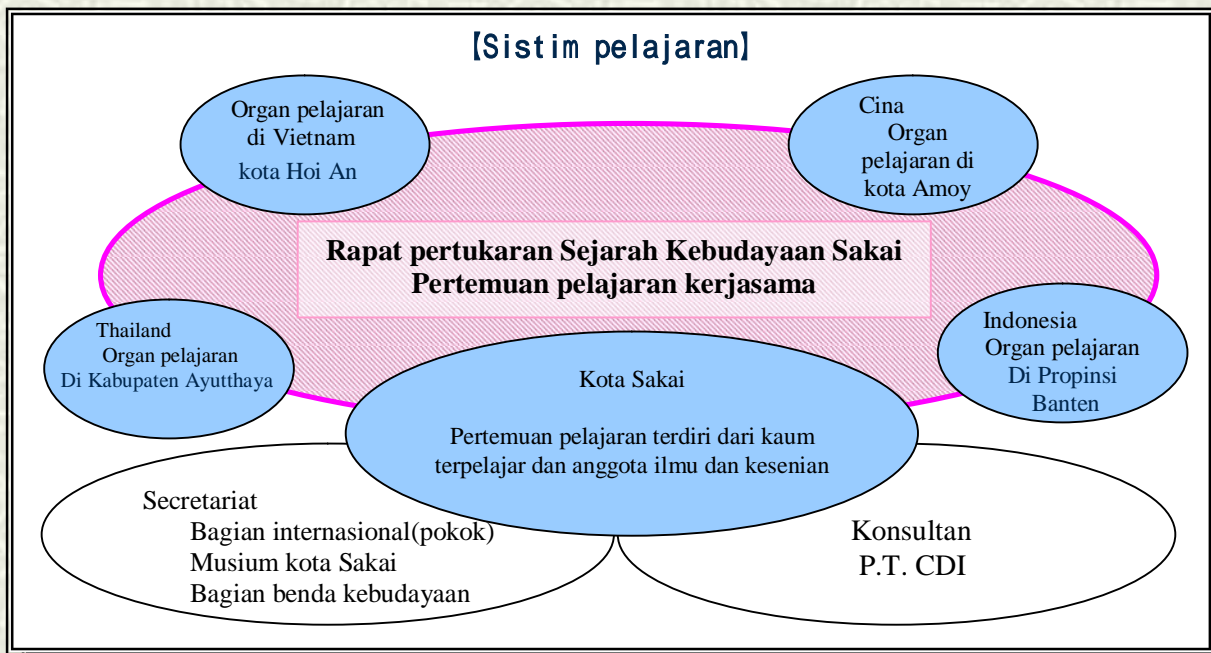 【Sistim pelajaran】
Organ pelajaran
di Vietnam
kota Hoi An
Cina
Organ
pelajaran di
kota Amoy
Rapat pertukaran Sejarah Kebudayaan Sakai
Pertemuan pelajaran kerjasama
Thailand
Organ pelajaran
Di Kabupaten Ayutthaya
Indonesia
Organ pelajaran
Di Propinsi
Banten
Kota Sakai
Pertemuan pelajaran terdiri dari kaum
terpelajar dan anggota ilmu dan kesenian
Secretariat
Bagian internasional(pokok)
Musium kota Sakai
Bagian benda kebudayaan
Konsultan
P.T. CDI